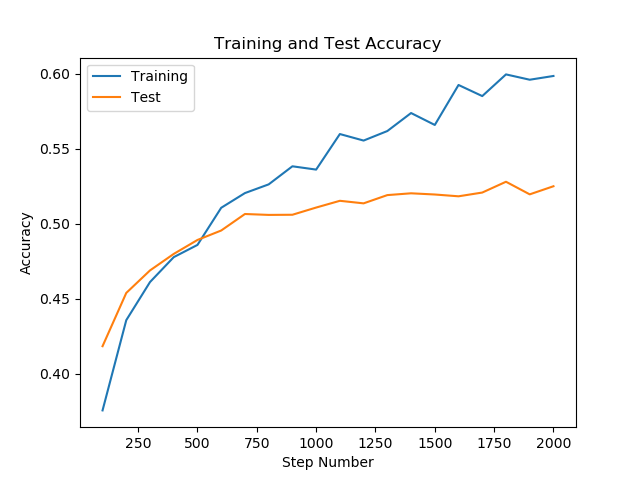 Training and Test Accuracy
Training
Test
0.60
0.55
0.50
0.45
0.40
Accuracy
250 500 750 1000 1250 1500 1750 2000
Step Number